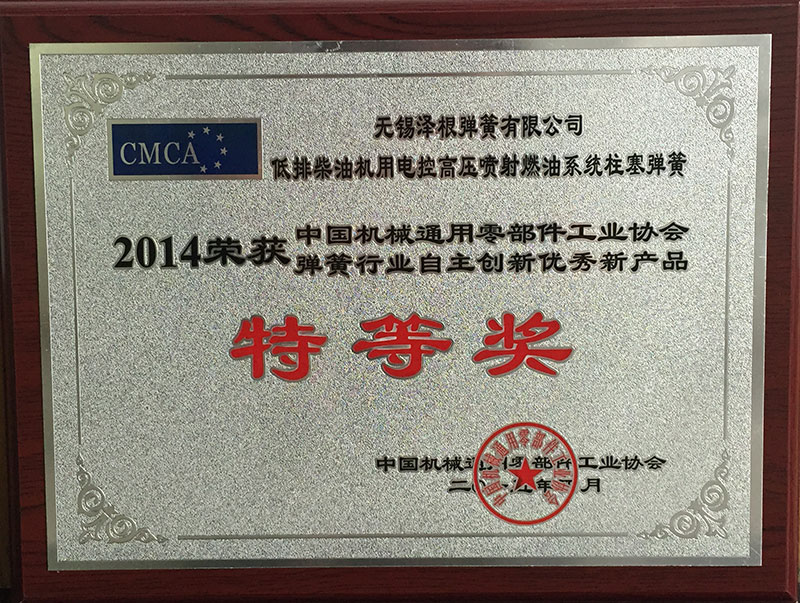 CMCA
无锡泽根弹簧有限公司
低排柴油机用电控高压喷射燃油系统柱塞弹簧
2014荣获
中国机械通用零部件工业协会
弹簧行业自主创新优秀新产品
特等奖
中国机械通用零部件工业协会